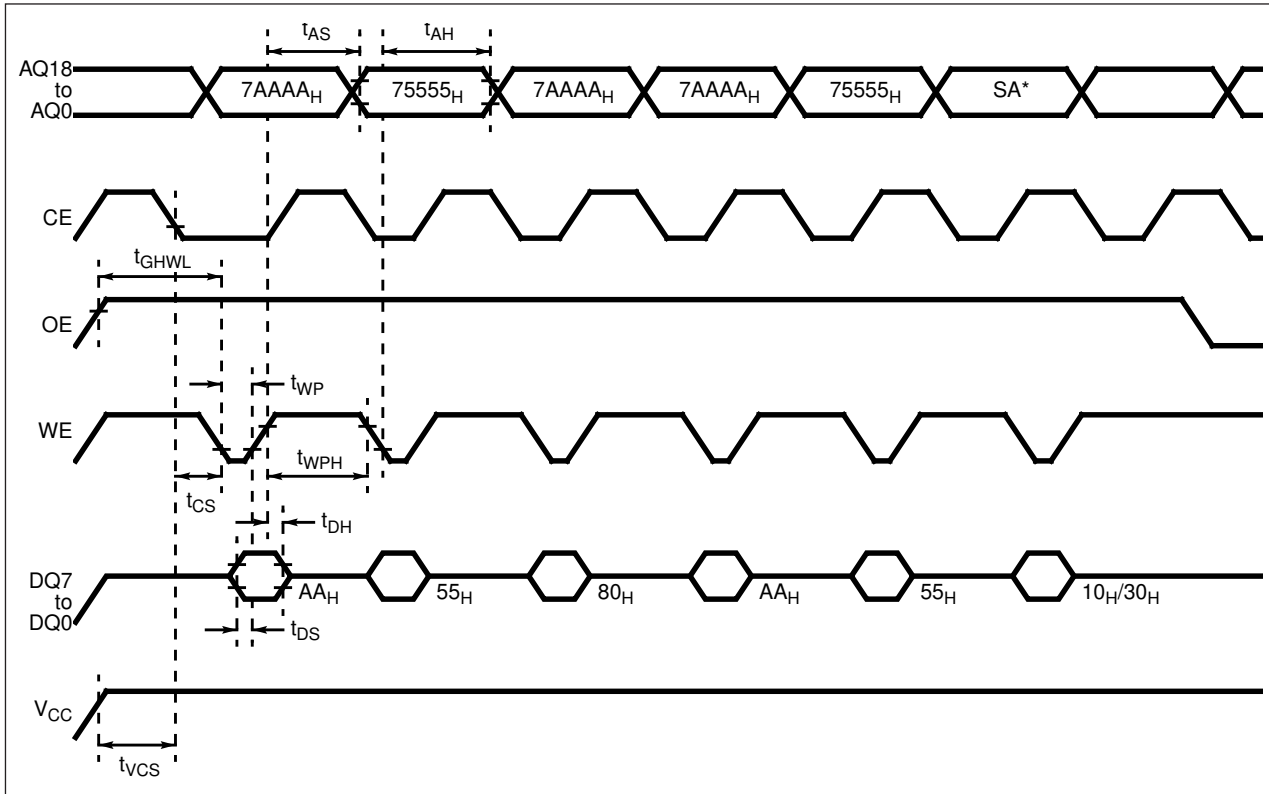 tAS tAH
AQ18
to
AQ0
7AAAAH 75555H 7AAAAH 7AAAAH 75555H SA*
CE
tGHWL
OE
tWP
WE
tWPH
tCS
tDH
DQ7
to
DQ0
AAH 55H 80H AAH 55H 10H/30H
tDS
VCC
tVCS